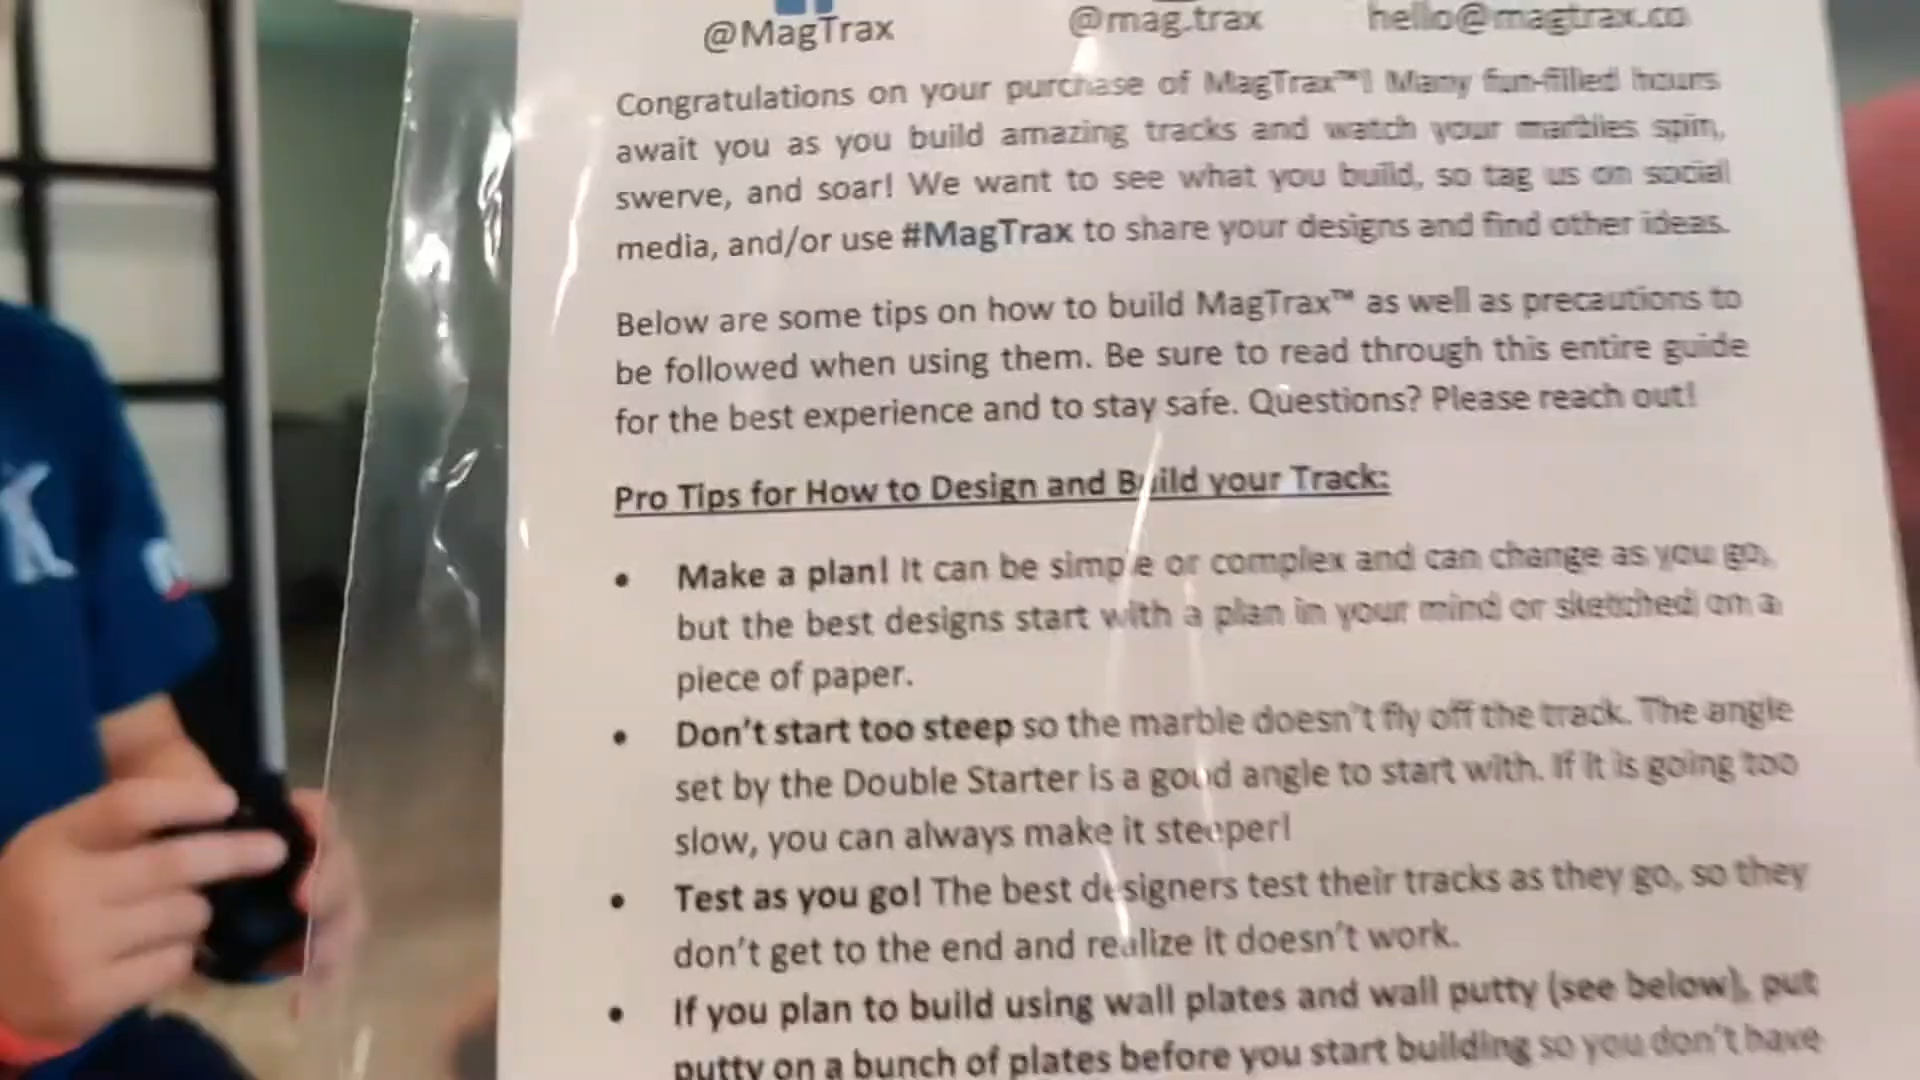 @MagTrax @mag.trax hello@magtrax.co
Congratulations on your purchase of MagTrax™! Many fun-filled hours
await you as you build amazing tracks and watch your marbles spin,
swerve, and soar! We want to see what you build, so tag us on social
media, and/or use #MagTrax to share your designs and find other ideas.
Below are some tips on how to build MagTrax™ as well as precautions to
be followed when using them. Be sure to read through this entire guide
for the best experience and to stay safe. Questions? Please reach out!
Pro Tips for How to Design and Build your Track:
• Make a plan! It can be simple or complex and can change as you go,
but the best designs start with a plan in your mind or sketched on a
piece of paper.
• Don't start too steep so the marble doesn't fly off the track. The angle
set by the Double Starter is a good angle to start with. If it is going too
slow, you can always make it steeper!
• Test as you go! The best designers test their tracks as they go, so they
don't get to the end and realize it doesn't work.
• If you plan to build using wall plates and wall putty (see below), put
putty on a bunch of plates before you start building so you don't have